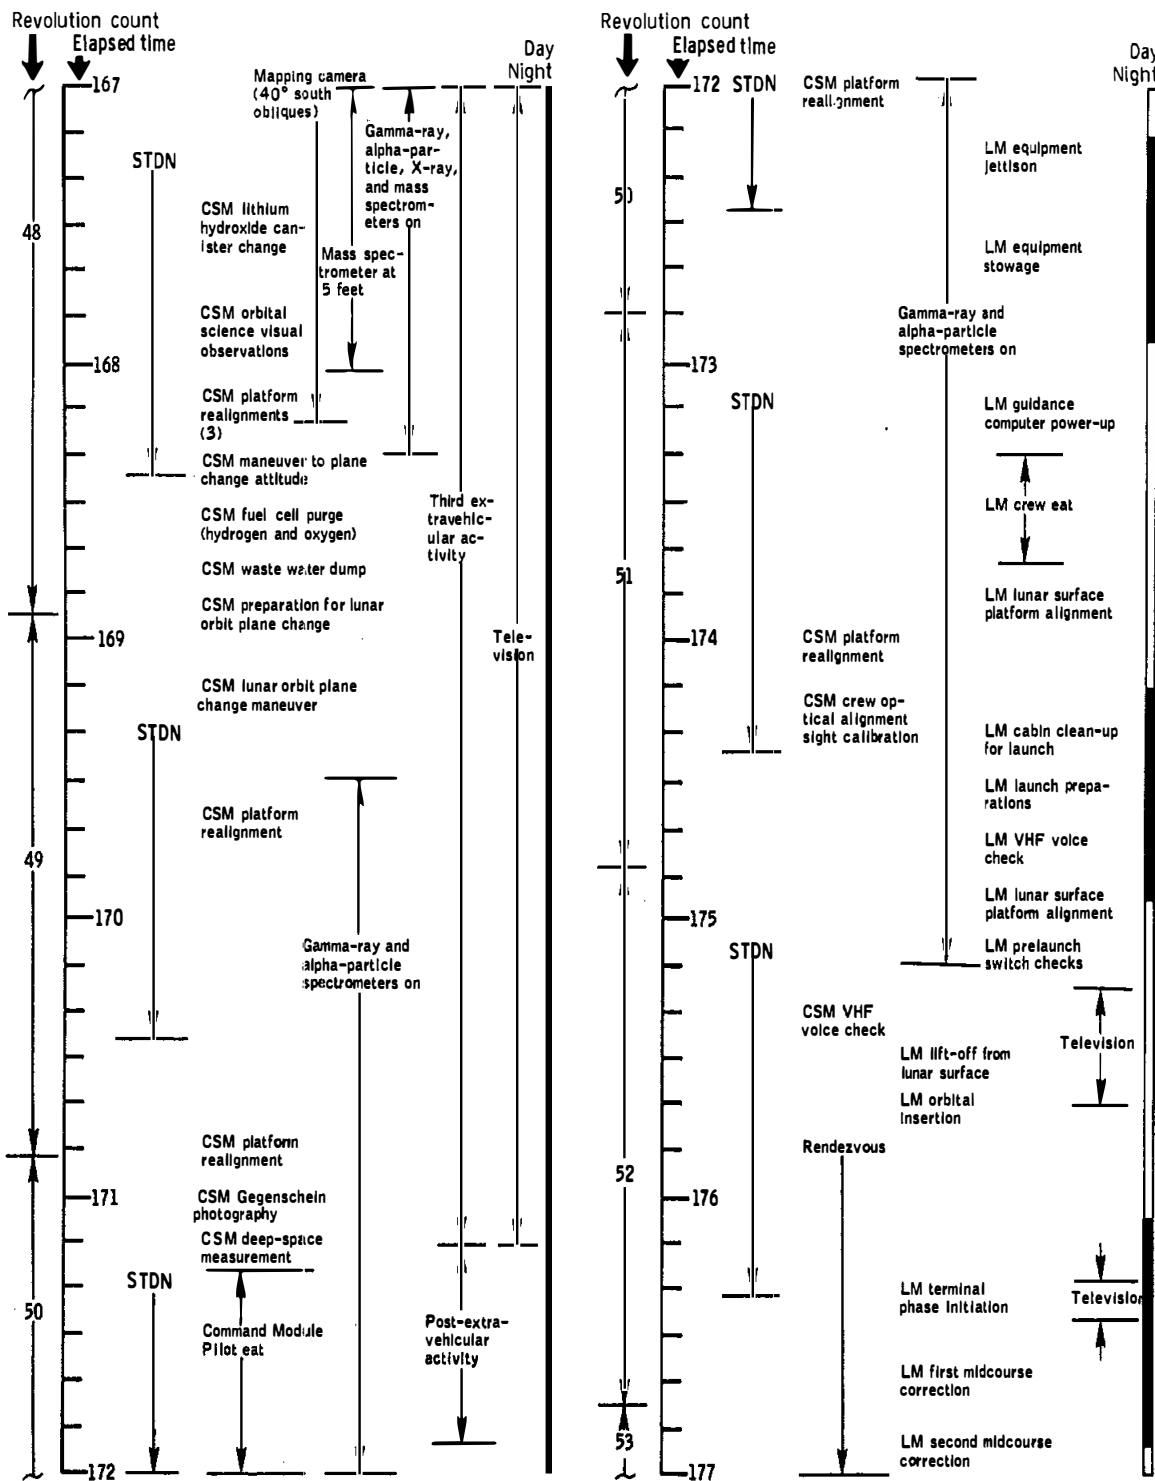 Revolution count
Elapsed time
Day
Night
167
Mapping camera
(40° south
obliques)
Gamma-ray,
alpha-par-
ticle, X-ray,
and mass
spectrom-
eters on
STDN
CSM lithium
hydroxide can-
ister change
48
Mass spec-
trometer at
5 feet
CSM orbital
science visual
observations
168
CSM platform
realignments
(3)
CSM maneuver to plane
change attitude
Third ex-
travehic-
ular ac-
tivity
CSM fuel cell purge
(hydrogen and oxygen)
CSM waste water dump
CSM preparation for lunar
orbit plane change
169
Tele-
vision
CSM lunar orbit plane
change maneuver
STDN
CSM platform
realignment
49
170
Gamma-ray and
alpha-particle
spectrometers on
CSM platform
realignment
171
CSM Gegenschein
photography
CSM deep-space
measurement
STDN
50
Command Module
Pilot eat
Post-extra-
vehicular
activity
172
Revolution count
Elapsed time
Day
Night
172
STDN
CSM platform
realignment
LM equipment
jettison
50
LM equipment
stowage
Gamma-ray and
alpha-particle
spectrometers on
173
STDN
LM guidance
computer power-up
LM crew eat
51
LM lunar surface
platform alignment
174
CSM platform
realignment
CSM crew op-
tical alignment
sight calibration
LM cabin clean-up
for launch
LM launch prepa-
rations
LM VHF voice
check
LM lunar surface
platform alignment
175
STDN
LM prelaunch
switch checks
CSM VHF
voice check
Television
LM lift-off from
lunar surface
LM orbital
insertion
Rendezvous
52
176
LM terminal
phase initiation
Television
LM first midcourse
correction
53
LM second midcourse
correction
177